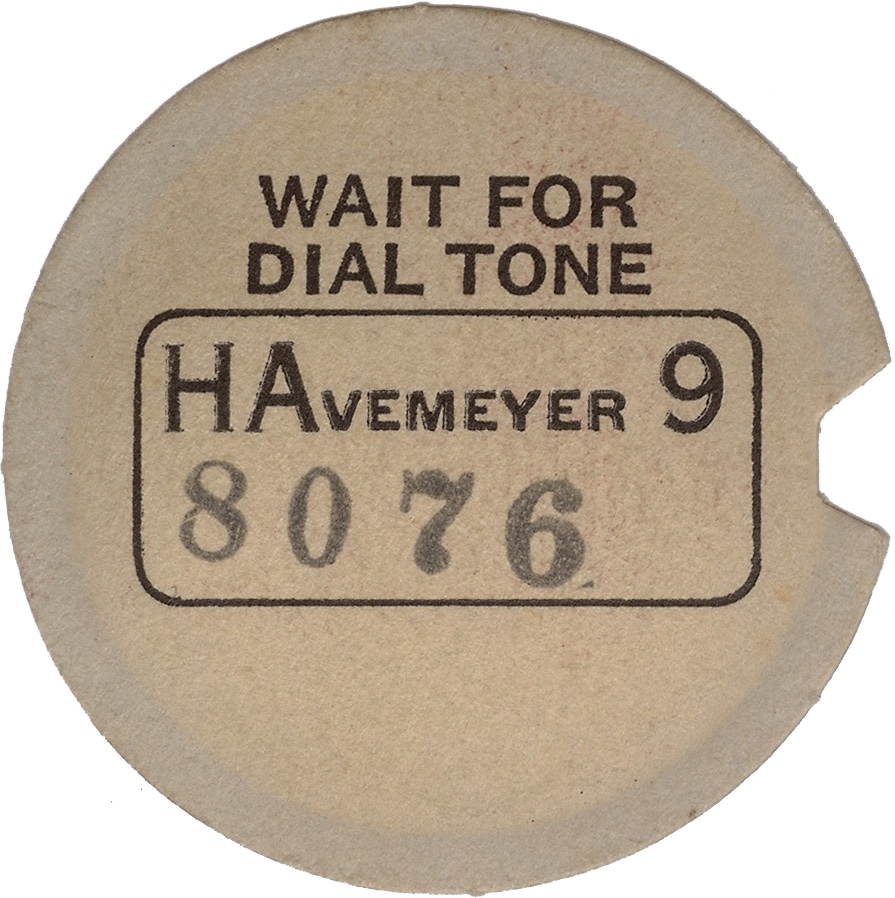 WAIT FOR
DIAL TONE
HAVEMEYER 9
8076